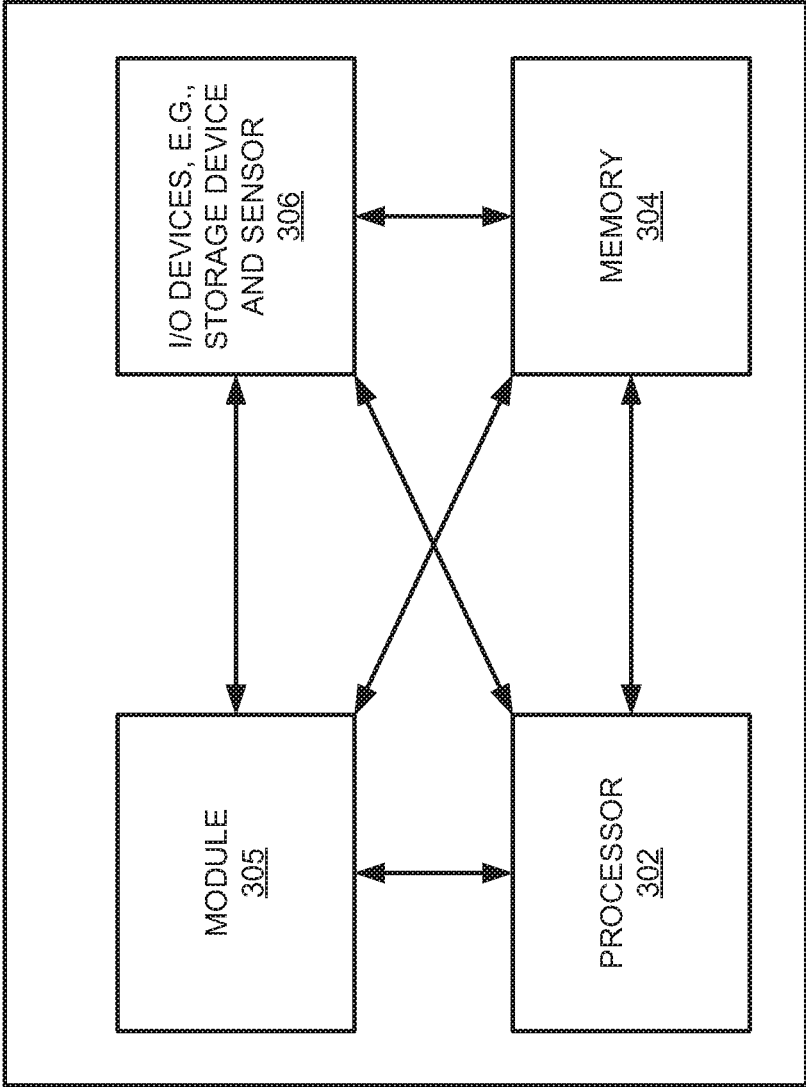 MODULE
305
I/O DEVICES, E.G.,
STORAGE DEVICE
AND SENSOR
306
PROCESSOR
302
MEMORY
304